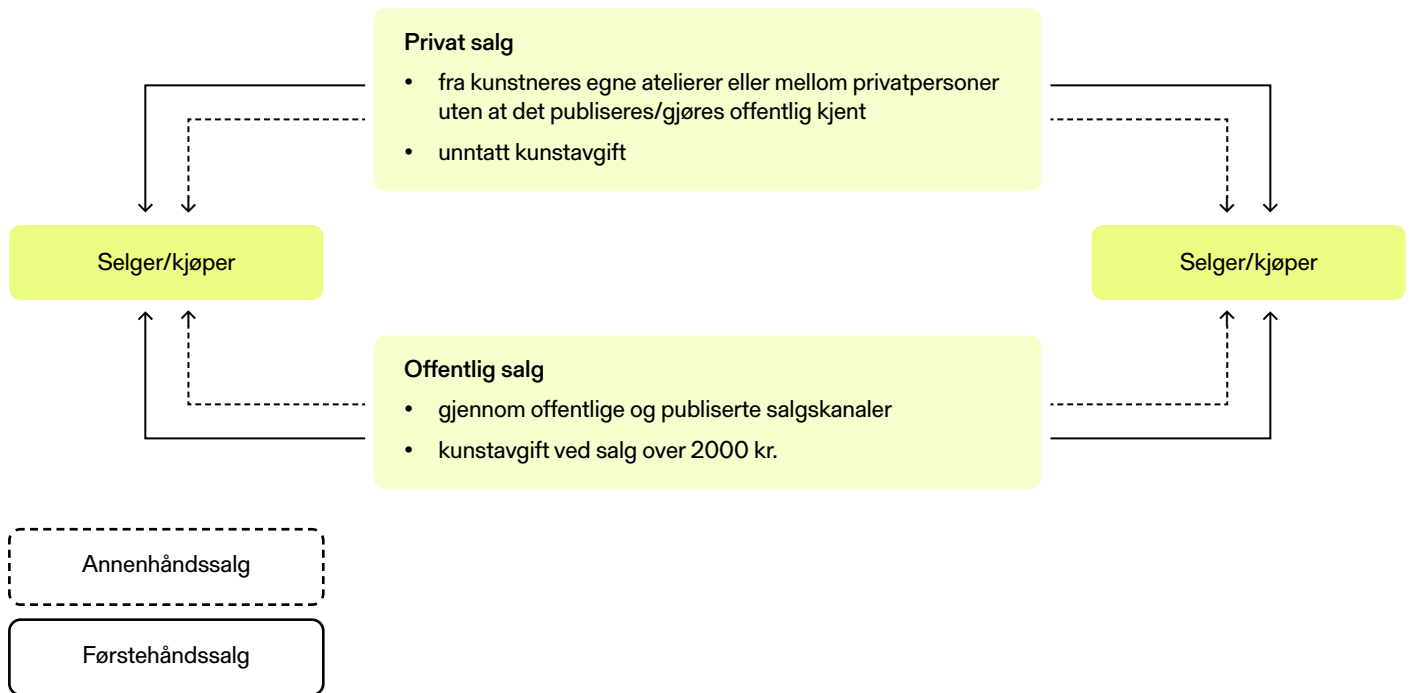 Privat salg
• fra kunstneres egne atelierer eller mellom privatpersoner
uten at det publiseres/gjøres offentlig kjent
• unntatt kunstavgift
Selger/kjøper
Selger/kjøper
Offentlig salg
• gjennom offentlige og publiserte salgskanaler
• kunstavgift ved salg over 2000 kr.
Annenhåndssalg
Førstehåndssalg